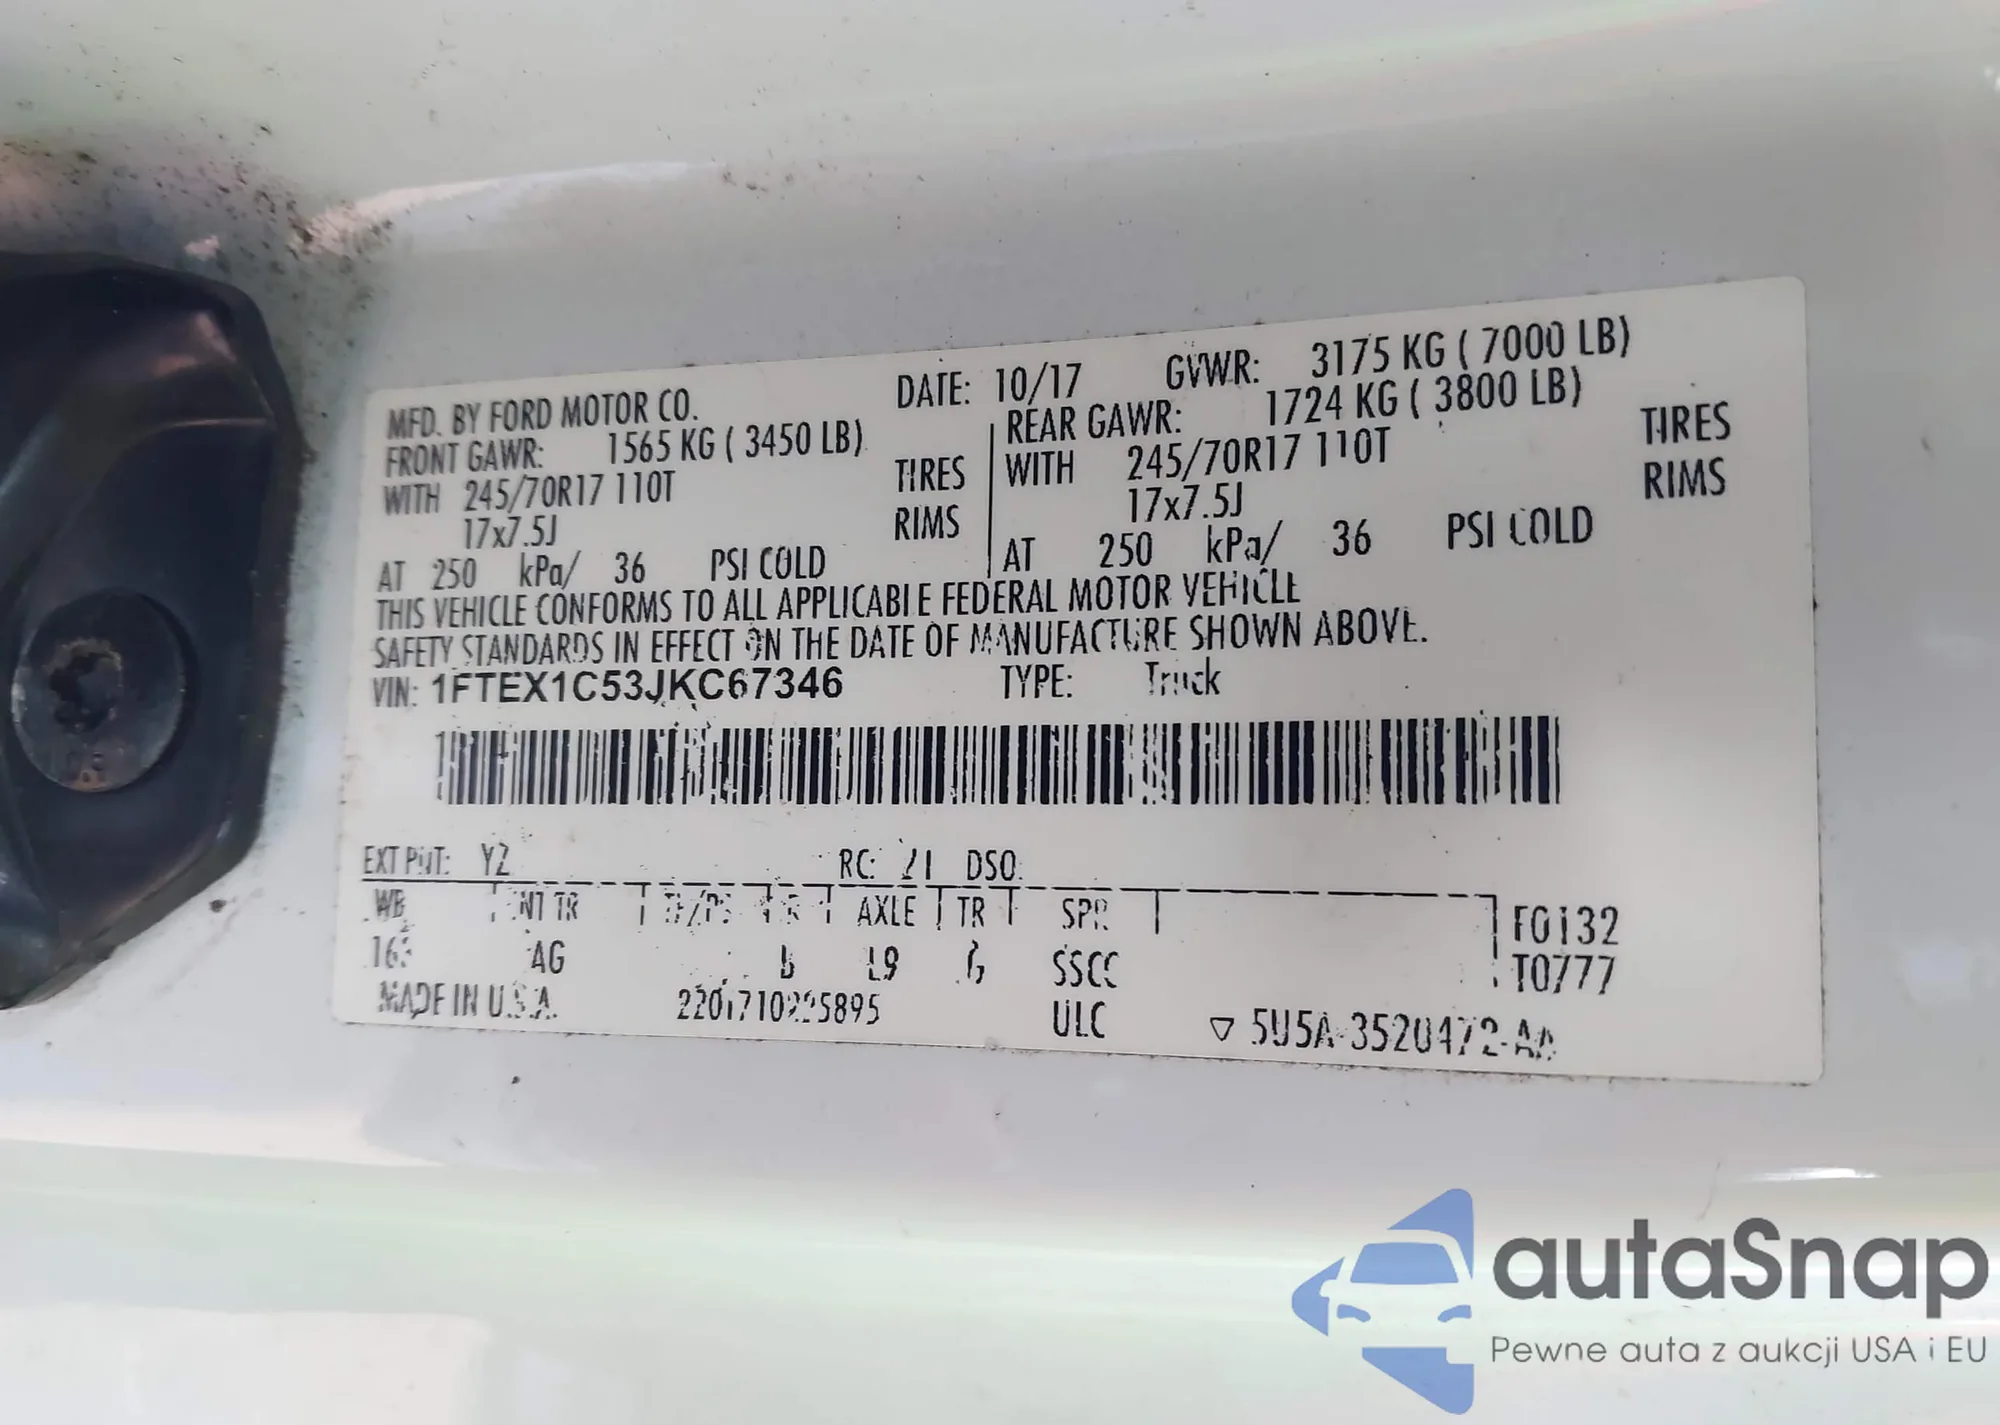 MFD. BY FORD MOTOR CO. DATE: 10/17 GVWR: 3175 KG ( 7000 LB)
FRONT GAWR: 1565 KG ( 3450 LB) REAR GAWR: 1724 KG ( 3800 LB)
WITH 245/70R17 110T TIRES WITH 245/70R17 110T TIRES
17x7.5J RIMS 17x7.5J RIMS
AT 250 kPa/ 36 PSI COLD AT 250 kPa/ 36 PSI COLD
THIS VEHICLE CONFORMS TO ALL APPLICABLE FEDERAL MOTOR VEHICLE
SAFETY STANDARDS IN EFFECT ON THE DATE OF MANUFACTURE SHOWN ABOVE.
VIN: 1FTEX1C53JKC67346 TYPE: Truck
EXT PNT: YZ RC: 21 DSO:
WB INT TR AXLE TR SPR F0132
AG L9 T0777
MADE IN U.S.A. ULC
autaSnap
Pewne auta z aukcji USA i EU